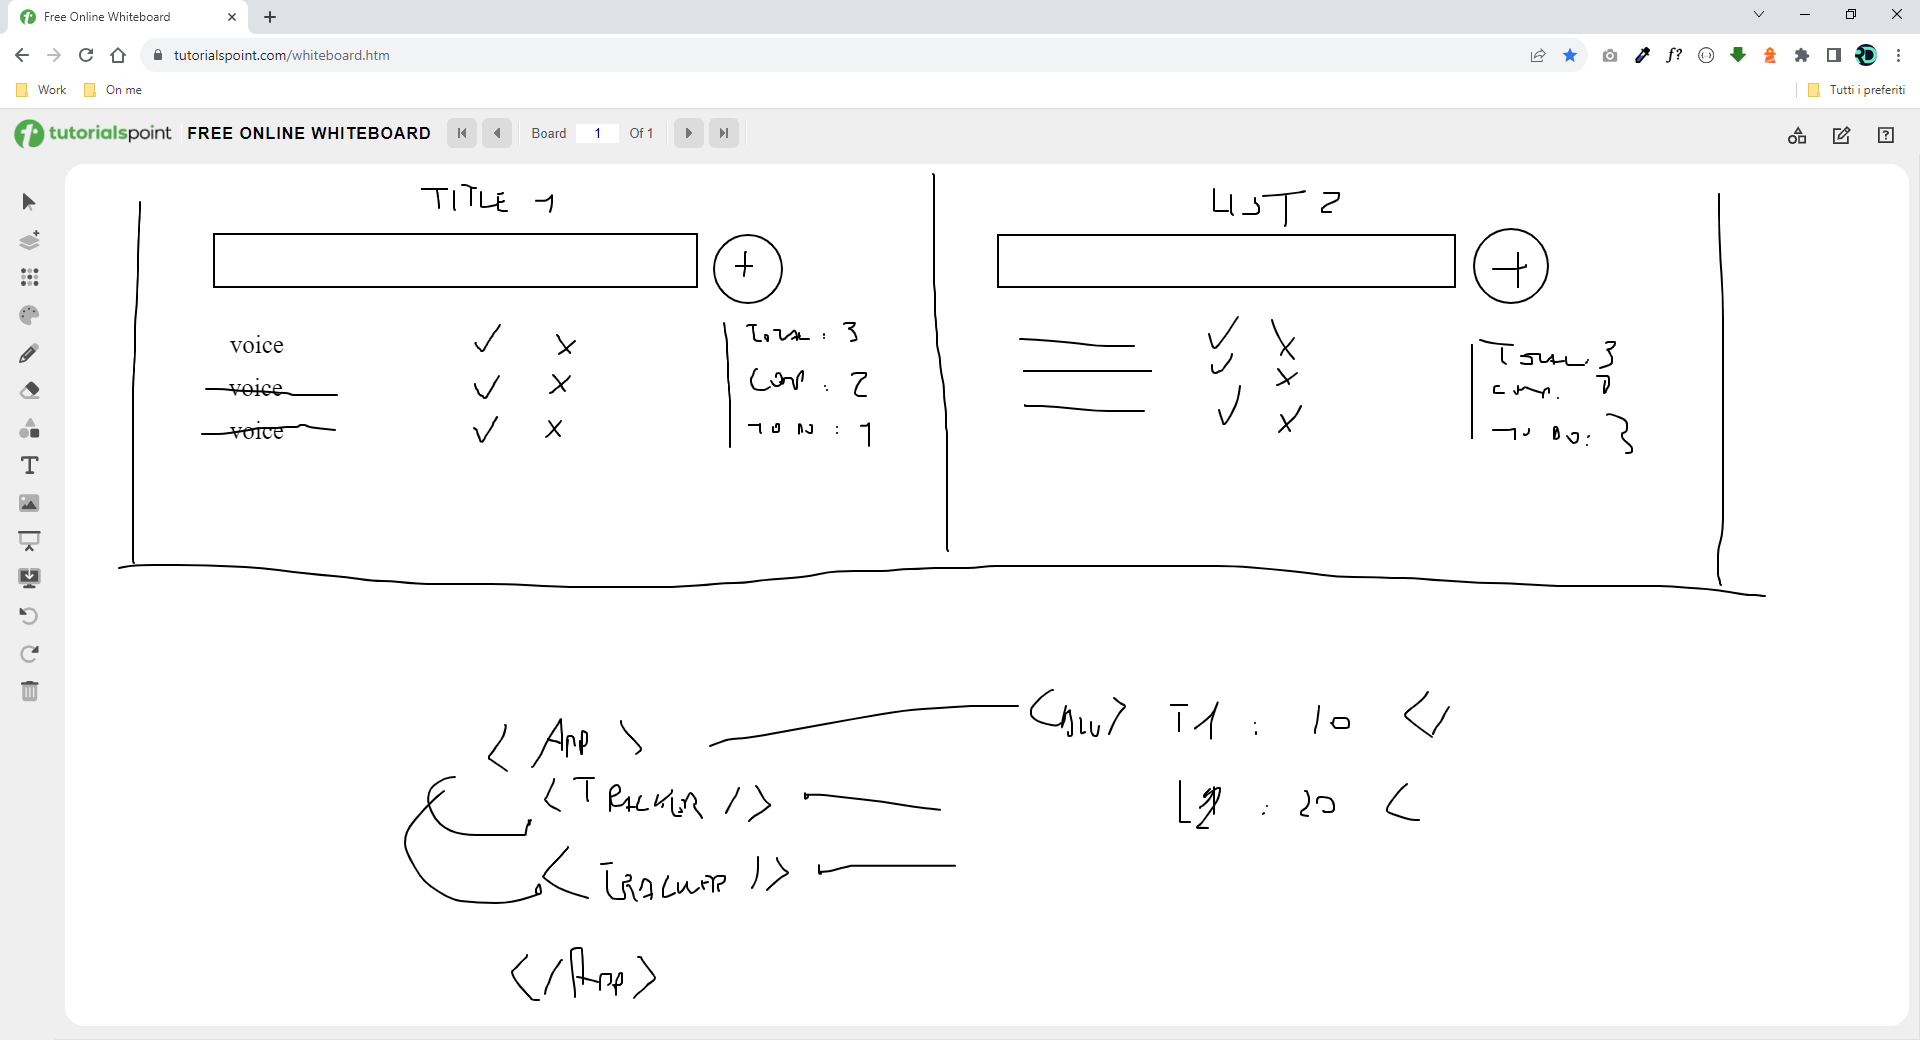 Free Online Whiteboard
tutorialspoint.com/whiteboard.htm
Work On me Tutti i preferiti
tutorialspoint FREE ONLINE WHITEBOARD Board 1 Of 1
TITLE 1
+
voice
voice
voice
TOTAL : 3
COMP : 2
TO DO : 1
LIST 2
+
TOTAL : 3
COMP. 0
TO DO : 3
<App>
<TRACKER />
<TRACKER />
</App>
<DIV> T1 : 10 </
L2 : 20 <